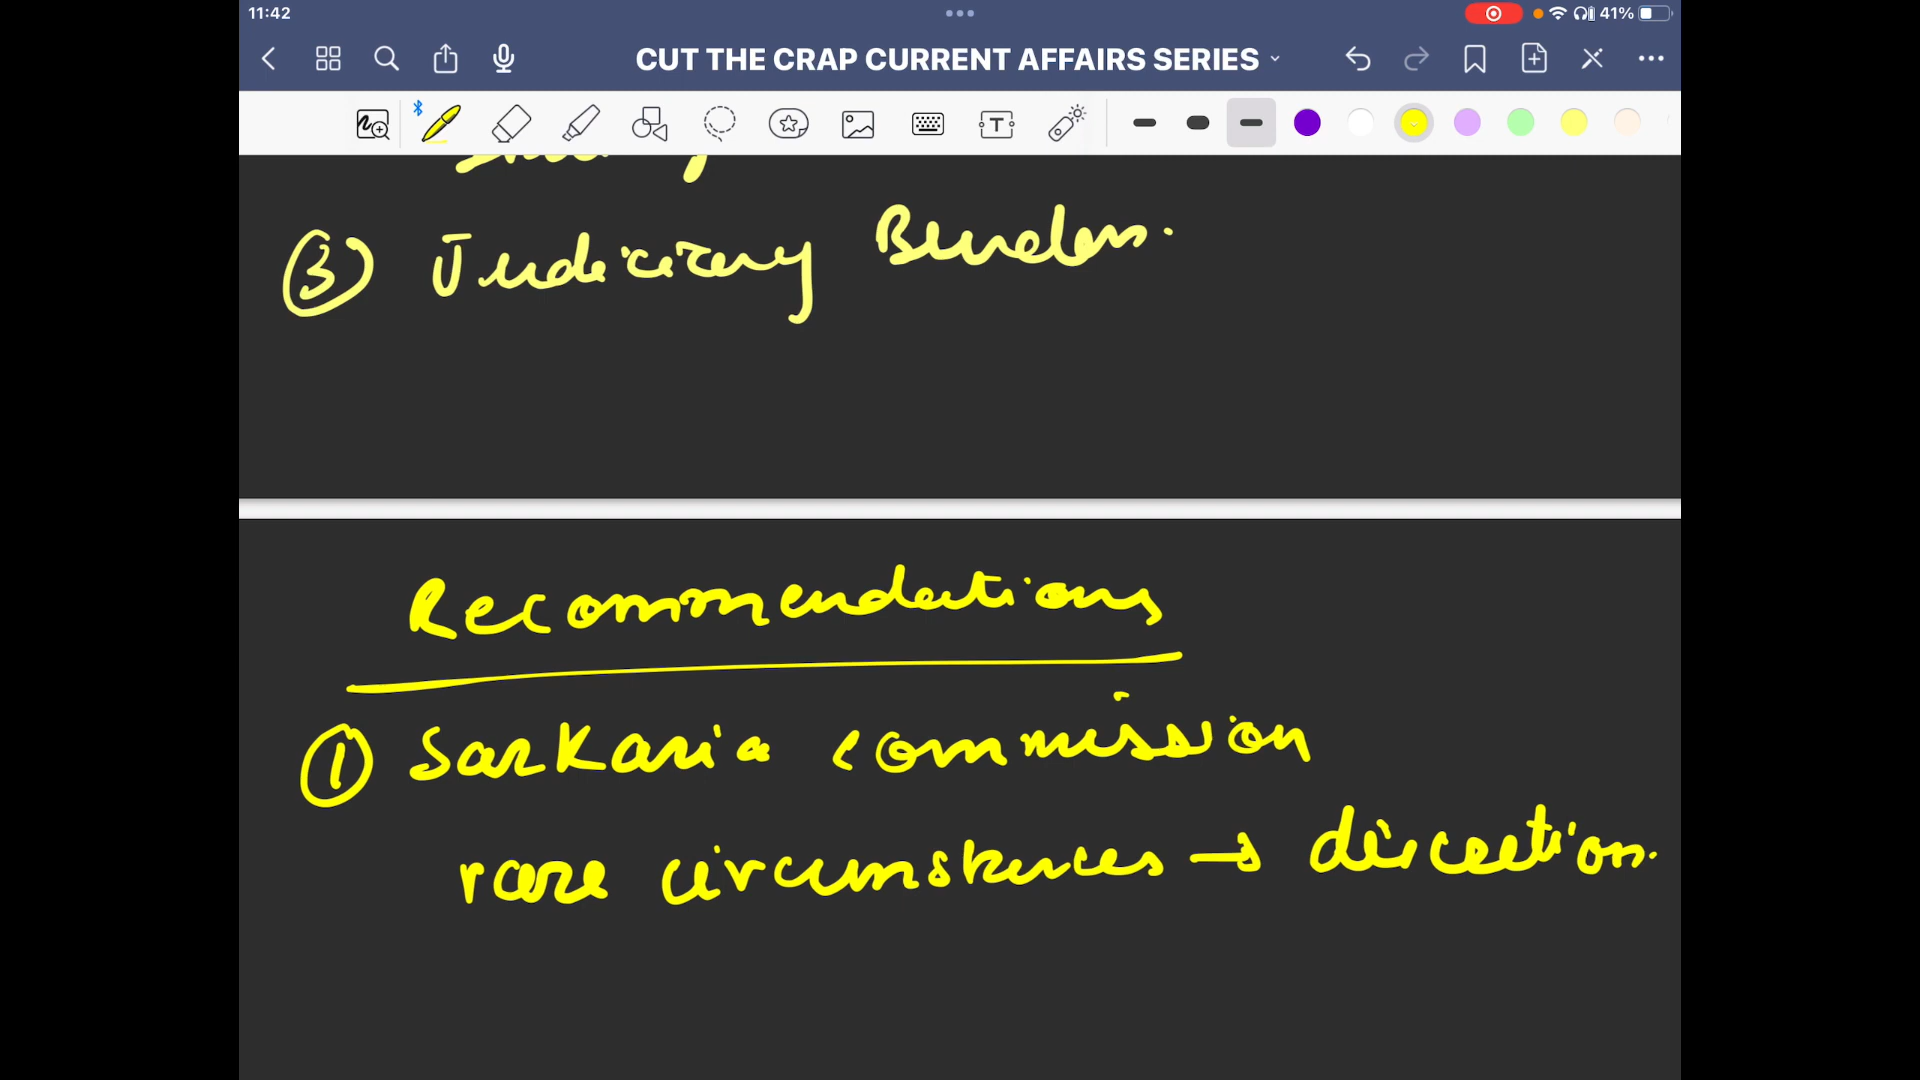 11:42
41%
CUT THE CRAP CURRENT AFFAIRS SERIES
T
3 Judiciary Burden.
Recommendations
1 Sarkaria commission
rare circumstances → discretion.